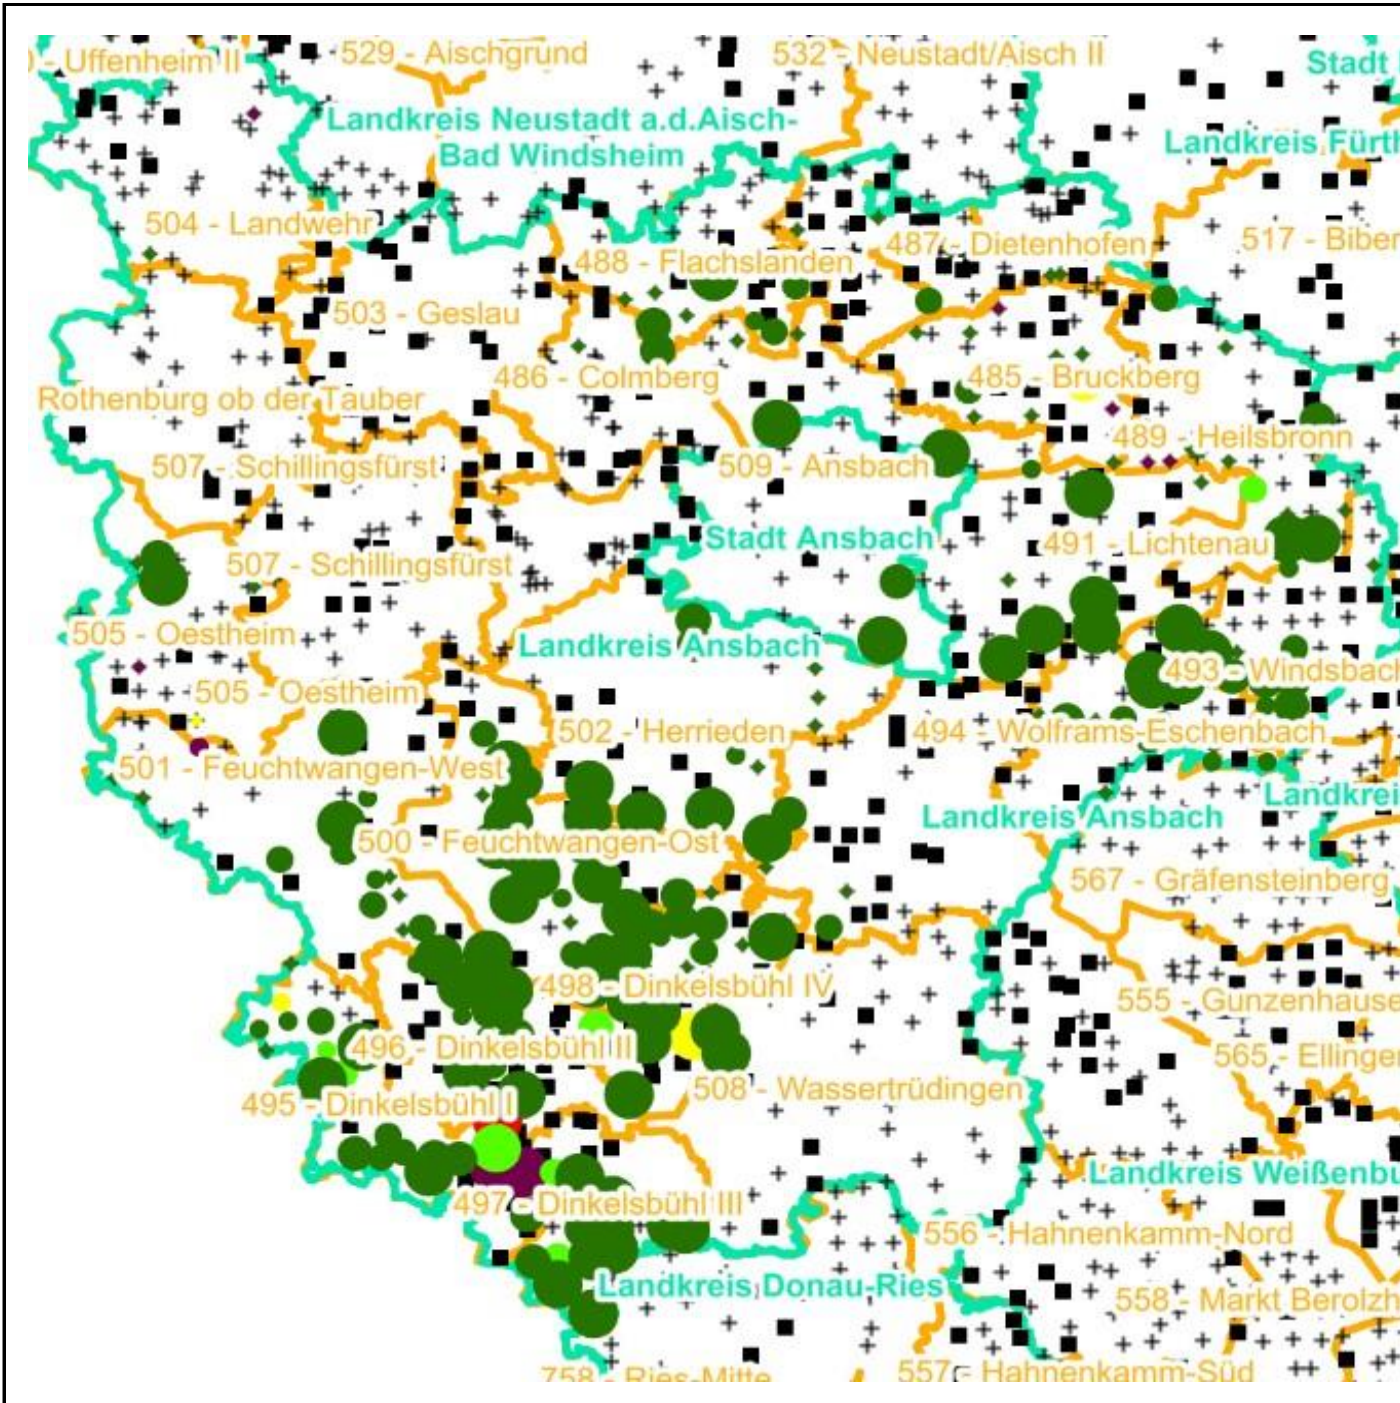 0 - Uffenheim II
529 - Aischgrund
532 - Neustadt/Aisch II
Stadt
Landkreis Neustadt a.d.Aisch-
Bad Windsheim
Landkreis Fürth
504 - Landwehr
488 - Flachslanden
487 - Dietenhofen
517 - Biber
503 - Geslau
486 - Colmberg
485 - Bruckberg
Rothenburg ob der Tauber
489 - Heilsbronn
507 - Schillingsfürst
509 - Ansbach
Stadt Ansbach
491 - Lichtenau
507 - Schillingsfürst
505 - Oestheim
Landkreis Ansbach
493 - Windsbach
505 - Oestheim
502 - Herrieden
494 - Wolframs-Eschenbach
501 - Feuchtwangen-West
Landkrei
Landkreis Ansbach
500 - Feuchtwangen-Ost
567 - Gräfensteinberg
498 - Dinkelsbühl IV
555 - Gunzenhause
496 - Dinkelsbühl II
565 - Ellinge
508 - Wassertrüdingen
495 - Dinkelsbühl I
Landkreis Weißenbu
497 - Dinkelsbühl III
556 - Hahnenkamm-Nord
Landkreis Donau-Ries
558 - Markt Berolzh
758 - Ries-Mitte
557 - Hahnenkamm-Süd